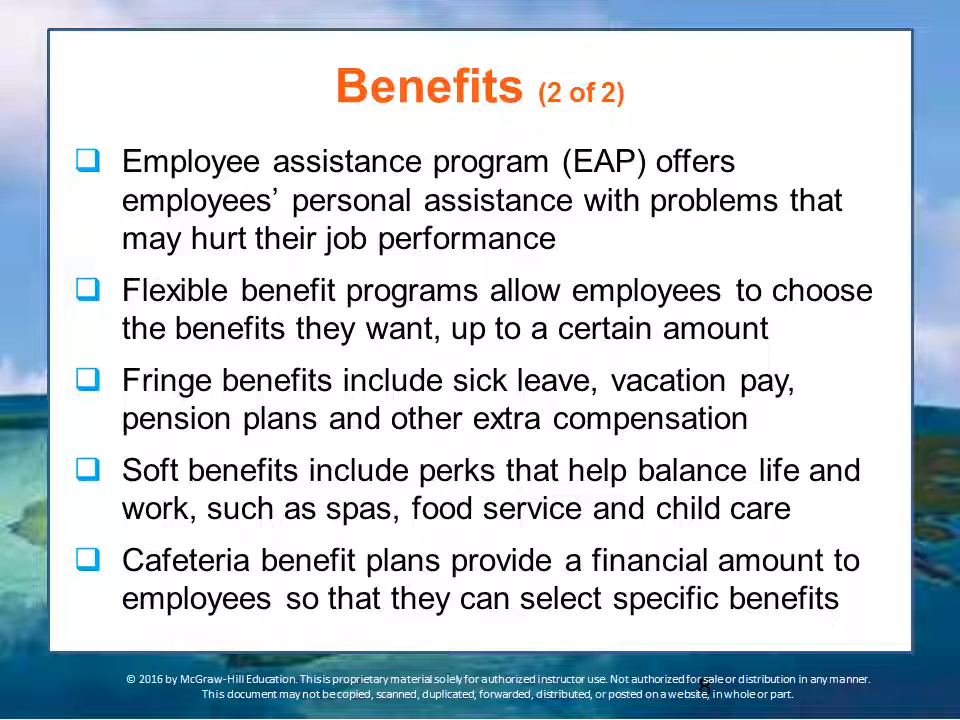 Benefits (2 of 2)
Employee assistance program (EAP) offers
employees’ personal assistance with problems that
may hurt their job performance
Flexible benefit programs allow employees to choose
the benefits they want, up to a certain amount
Fringe benefits include sick leave, vacation pay,
pension plans and other extra compensation
Soft benefits include perks that help balance life and
work, such as spas, food service and child care
Cafeteria benefit plans provide a financial amount to
employees so that they can select specific benefits
© 2016 by McGraw-Hill Education. This is proprietary material solely for authorized instructor use. Not authorized for sale or distribution in any manner.
This document may not be copied, scanned, duplicated, forwarded, distributed, or posted on a website, in whole or part.